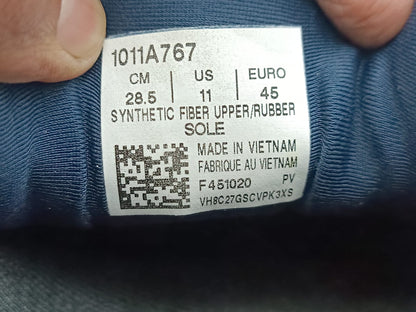 1011A767
CM US EURO
28.5 11 45
SYNTHETIC FIBER UPPER/RUBBER
SOLE
MADE IN VIETNAM
FABRIQUE AU VIETNAM
F451020 PV
VH8C27GSCVPK3XS